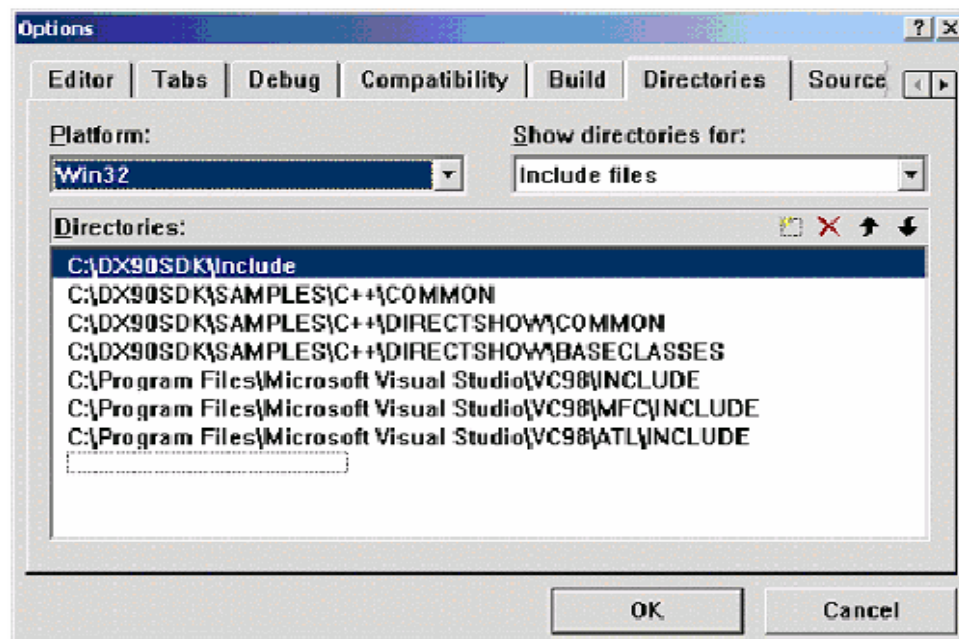 Options
Editor Tabs Debug Compatibility Build Directories Source
Platform: Show directories for:
Win32 Include files
Directories:
C:\DX90SDK\Include
C:\DX90SDK\SAMPLES\C++\COMMON
C:\DX90SDK\SAMPLES\C++\DIRECTSHOW\COMMON
C:\DX90SDK\SAMPLES\C++\DIRECTSHOW\BASECLASSES
C:\Program Files\Microsoft Visual Studio\VC98\INCLUDE
C:\Program Files\Microsoft Visual Studio\VC98\MFC\INCLUDE
C:\Program Files\Microsoft Visual Studio\VC98\ATL\INCLUDE
OK Cancel